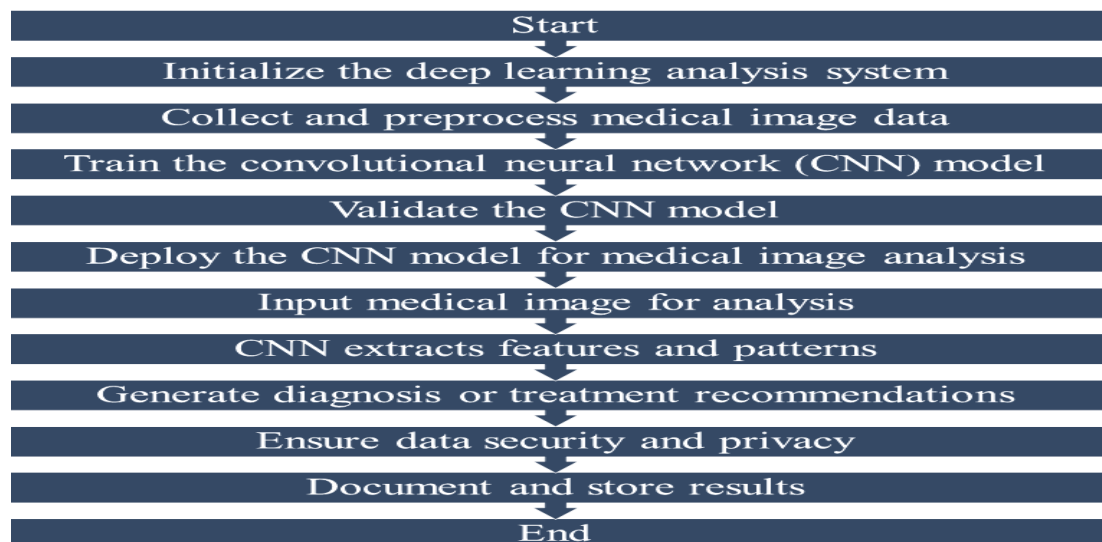 Start
Initialize the deep learning analysis system
Collect and preprocess medical image data
Train the convolutional neural network (CNN) model
Validate the CNN model
Deploy the CNN model for medical image analysis
Input medical image for analysis
CNN extracts features and patterns
Generate diagnosis or treatment recommendations
Ensure data security and privacy
Document and store results
End